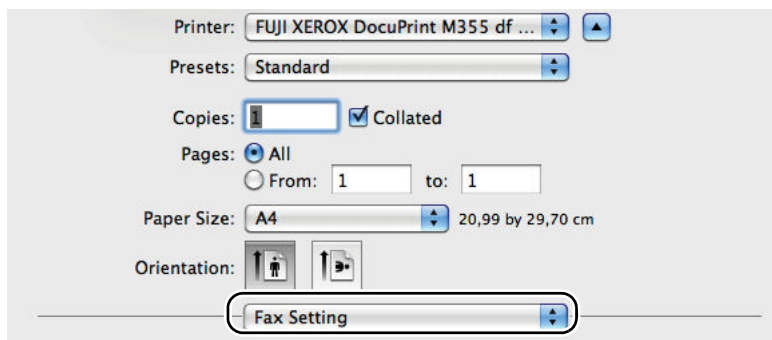 Printer: FUJI XEROX DocuPrint M355 df ...
Presets: Standard
Copies: 1 Collated
Pages: All
From: 1 to: 1
Paper Size: A4 20,99 by 29,70 cm
Orientation:
Fax Setting